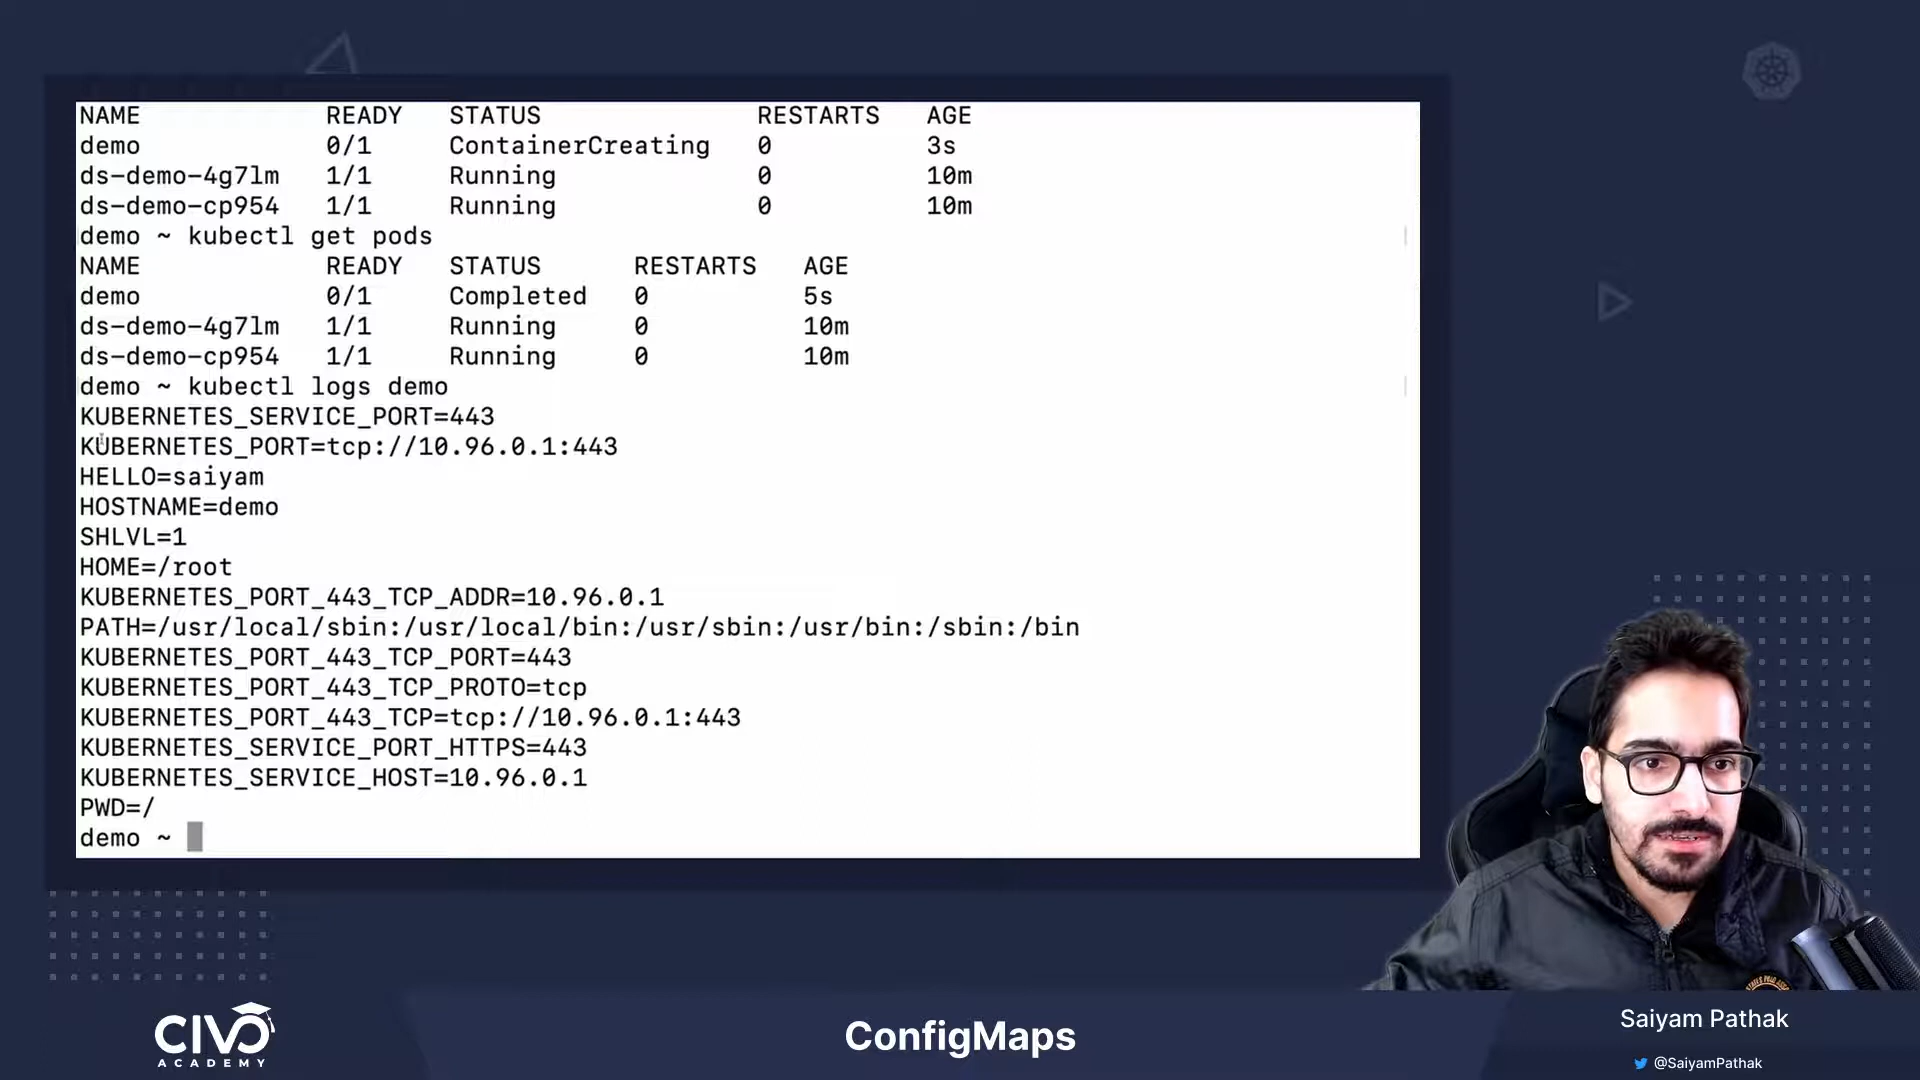 NAME READY STATUS RESTARTS AGE
demo 0/1 ContainerCreating 0 3s
ds-demo-4g7lm 1/1 Running 0 10m
ds-demo-cp954 1/1 Running 0 10m
demo ~ kubectl get pods
NAME READY STATUS RESTARTS AGE
demo 0/1 Completed 0 5s
ds-demo-4g7lm 1/1 Running 0 10m
ds-demo-cp954 1/1 Running 0 10m
demo ~ kubectl logs demo
KUBERNETES_SERVICE_PORT=443
KUBERNETES_PORT=tcp://10.96.0.1:443
HELLO=saiyam
HOSTNAME=demo
SHLVL=1
HOME=/root
KUBERNETES_PORT_443_TCP_ADDR=10.96.0.1
PATH=/usr/local/sbin:/usr/local/bin:/usr/sbin:/usr/bin:/sbin:/bin
KUBERNETES_PORT_443_TCP_PORT=443
KUBERNETES_PORT_443_TCP_PROTO=tcp
KUBERNETES_PORT_443_TCP=tcp://10.96.0.1:443
KUBERNETES_SERVICE_PORT_HTTPS=443
KUBERNETES_SERVICE_HOST=10.96.0.1
PWD=/
demo ~
CIVO
ACADEMY
ConfigMaps
Saiyam Pathak
@SaiyamPathak